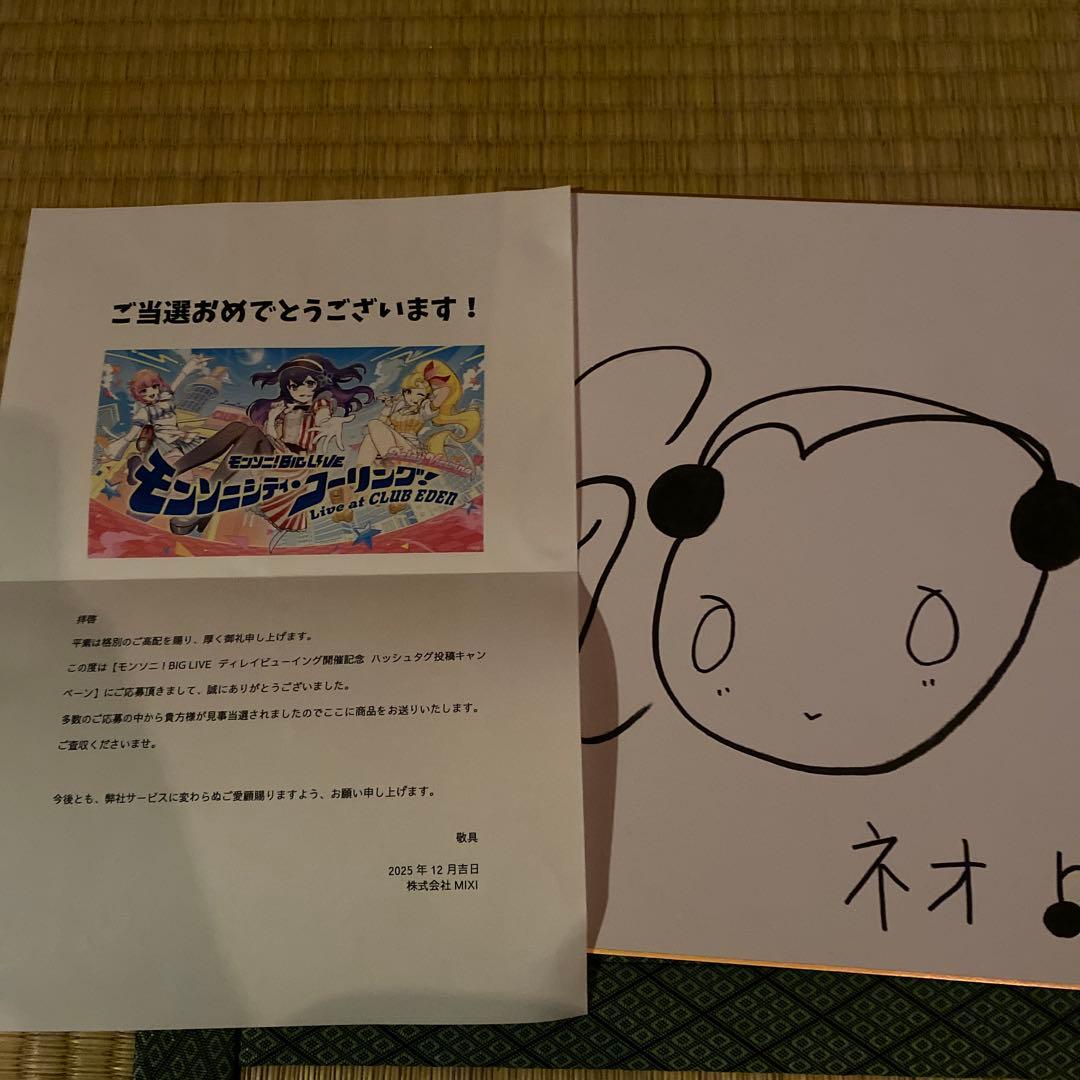 ご当選おめでとうございます！
モンソニ！BIG LIVE
モンソニシティ・コーリング！
Live at CLUB EDEN
拝啓
平素は格別のご高配を賜り、厚く御礼申し上げます。
この度は【モンソニ！BIG LIVE ディレイビューイング開催記念 ハッシュタグ投稿キャン
ペーン】にご応募頂きまして、誠にありがとうございました。
多数のご応募の中から貴方様が見事当選されましたのでここに商品をお送りいたします。
ご査収くださいませ。
今後とも、弊社サービスに変わらぬご愛顧賜りますよう、お願い申し上げます。
敬具
2025 年 12 月吉日
株式会社 MIXI
ネオ♪